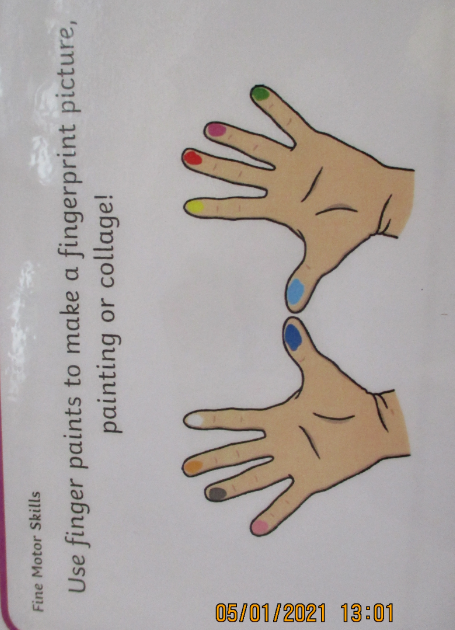 Fine Motor Skills
Use finger paints to make a fingerprint picture,
painting or collage!
05/01/2021 13:01